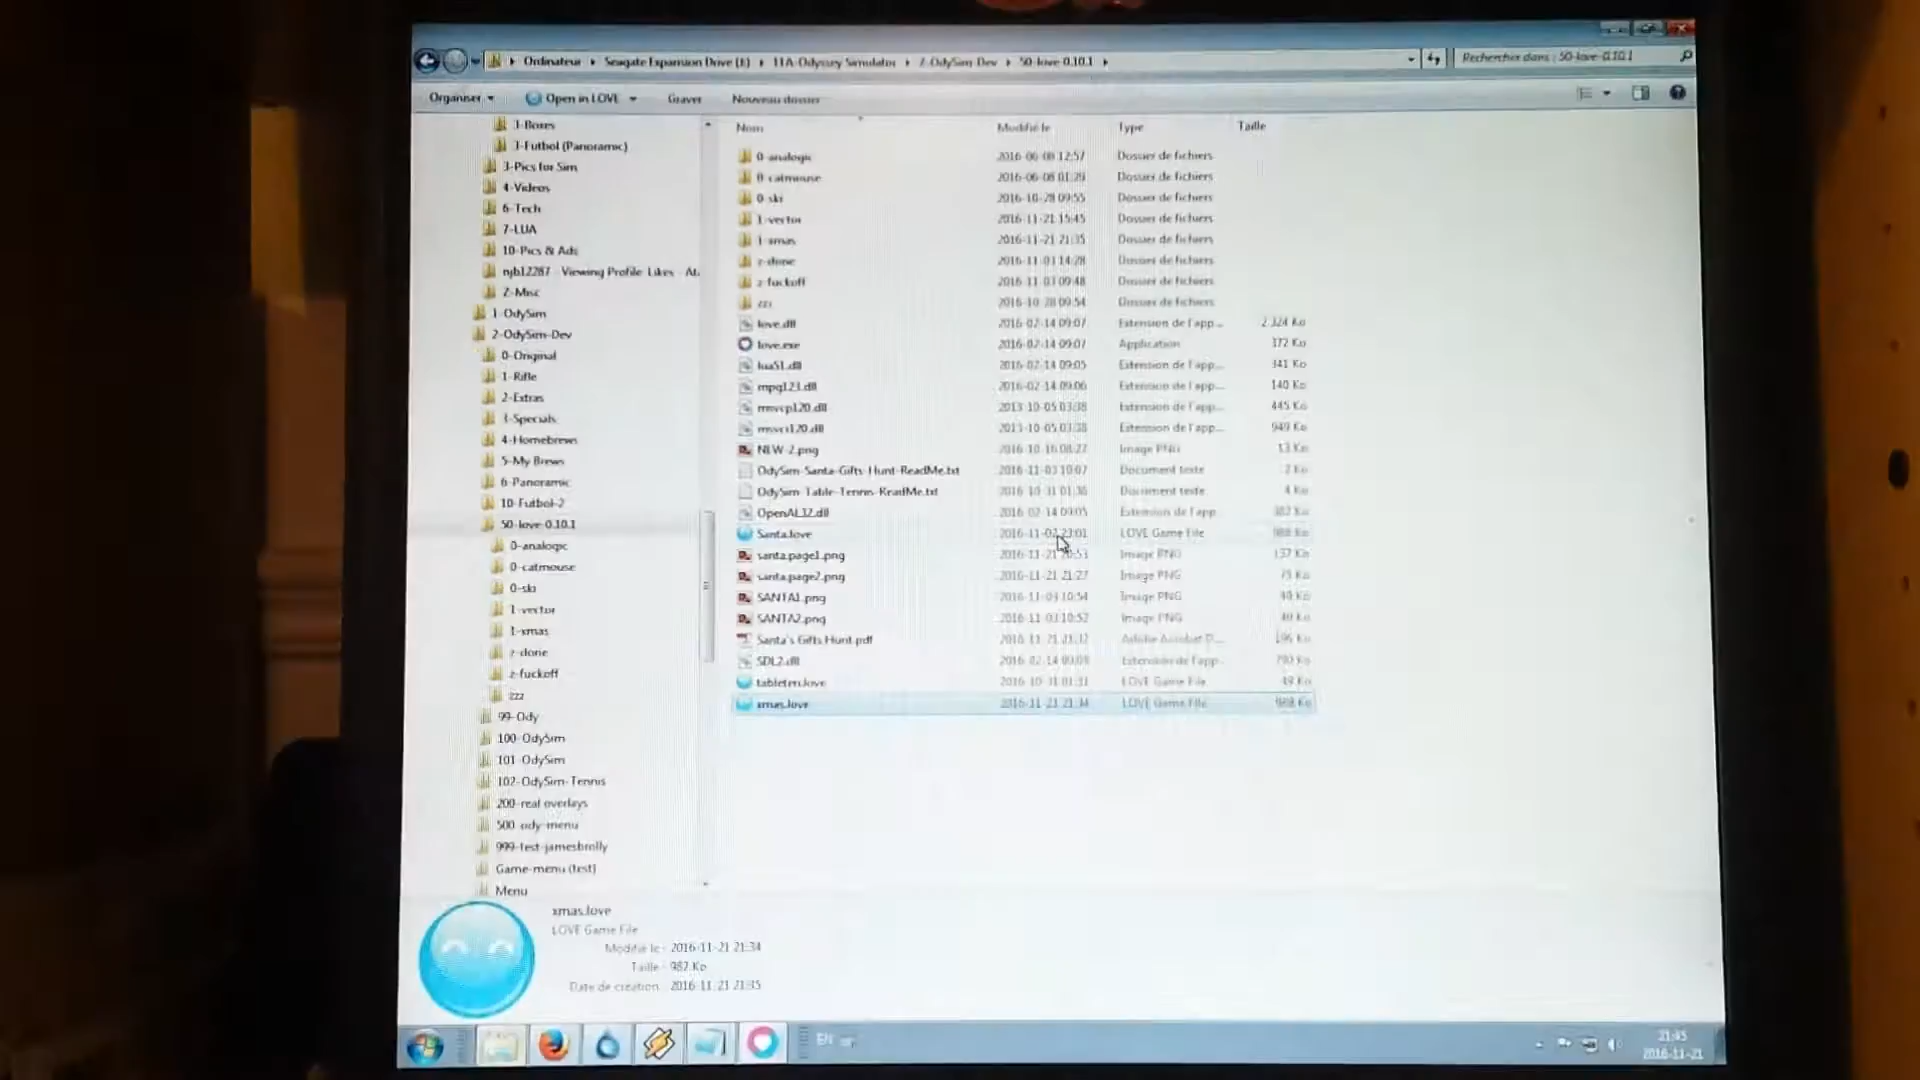 Ordinateur ▸ Seagate Expansion Drive (E) ▸ 11A-Odyssey Simulator ▸ 2-OdySim Dev ▸ 50-love-0.10.1 ▸
Rechercher dans : 50-love-0.10.1
Organiser Open in LOVE Graver Nouveau dossier
Nom Modifié le Type Taille
3-Futbol (Panoramic)
3-Pics for Sim
4-Videos
6-Tech
7-LUA
10-Pics & Ads
njb12287 - Viewing Profile Likes - At
Z-Misc
1-OdySim
2-OdySim-Dev
0-Original
1-Rifle
2-Extras
3-Specials
4-Homebrews
5-My Brews
6-Panoramic
10-Futbol-2
50-love-0.10.1
0-analogic
0-catmouse
0-ski
1-vector
1-xmas
z-done
z-fuckoff
zzz
99-Ody
100-OdySim
101-OdySim
102-OdySim-Tennis
200-real overlays
500-ody-menu
999-test-jamesbrolly
Game-menu (test)
Menu
0-analogic 2016-06-08 12:57 Dossier de fichiers
0-catmouse 2016-06-08 01:29 Dossier de fichiers
0-ski 2016-10-28 09:55 Dossier de fichiers
1-vector 2016-11-21 15:45 Dossier de fichiers
1-xmas 2016-11-21 21:35 Dossier de fichiers
z-done 2016-11-03 14:28 Dossier de fichiers
z-fuckoff 2016-11-03 09:48 Dossier de fichiers
zzz 2016-10-28 09:54 Dossier de fichiers
love.dll 2016-02-14 09:07 Extension de l'app... 2 324 Ko
love.exe 2016-02-14 09:07 Application 372 Ko
lua51.dll 2016-02-14 09:05 Extension de l'app... 341 Ko
mpg123.dll 2016-02-14 09:06 Extension de l'app... 140 Ko
msvcp120.dll 2013-10-05 03:38 Extension de l'app... 445 Ko
msvcr120.dll 2013-10-05 03:38 Extension de l'app... 949 Ko
NEW-2.png 2016-10-16 08:27 Image PNG 13 Ko
OdySim-Santa-Gifts-Hunt-ReadMe.txt 2016-11-03 10:07 Document texte 2 Ko
OdySim-Table-Tennis-ReadMe.txt 2016-10-31 01:36 Document texte 4 Ko
OpenAL32.dll 2016-02-14 09:05 Extension de l'app... 382 Ko
Santa.love 2016-11-02 23:01 LOVE Game File 988 Ko
santa.page1.png 2016-11-21 Image PNG 137 Ko
santa.page2.png 2016-11-21 21:27 Image PNG 75 Ko
SANTA1.png 2016-11-03 10:54 Image PNG
SANTA2.png 2016-11-03 10:52 Image PNG
Santa's Gifts Hunt.pdf 2016-11-21 21:32 Adobe Acrobat D... 196 Ko
SDL2.dll 2016-02-14 Extension de l'app...
tableten.love 2016-10-31 01:31 LOVE Game File 49 Ko
xmas.love 2016-11-21 21:34 LOVE Game File
xmas.love
LOVE Game File
Modifié le : 2016-11-21 21:34
Taille : 982 Ko
Date de création : 2016-11-21 21:35
EN
21:45
2016-11-21